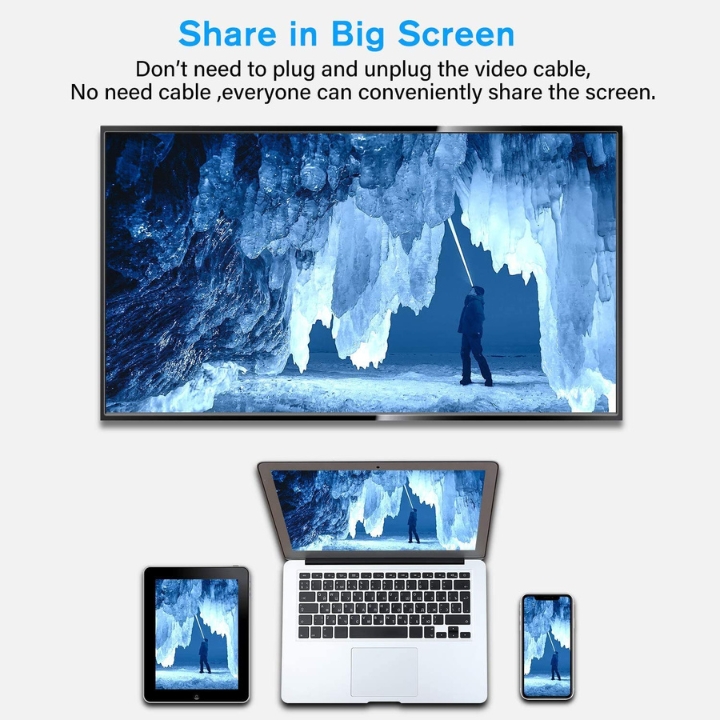 Share in Big Screen
Don't need to plug and unplug the video cable,
No need cable ,everyone can conveniently share the screen.